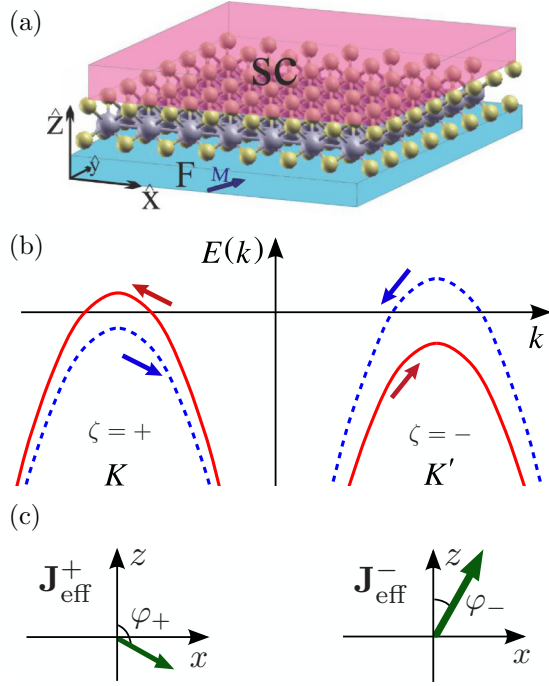 (a)
SC
ẑ
ŷ
x̂
F
M
(b)
E(k)
k
ζ = +
ζ = −
K
K′
(c)
J⁺eff
z
φ₊
x
J⁻eff
z
φ₋
x